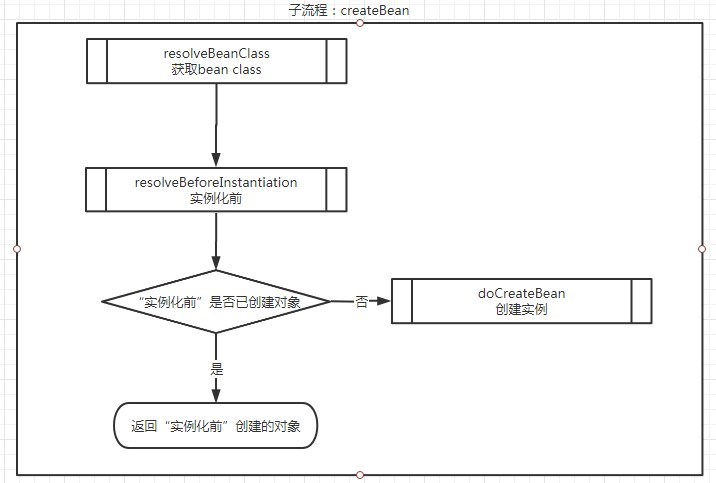 子流程：createBean
resolveBeanClass
获取bean class
resolveBeforeInstantiation
实例化前
“实例化前”是否已创建对象
否
doCreateBean
创建实例
是
返回“实例化前”创建的对象